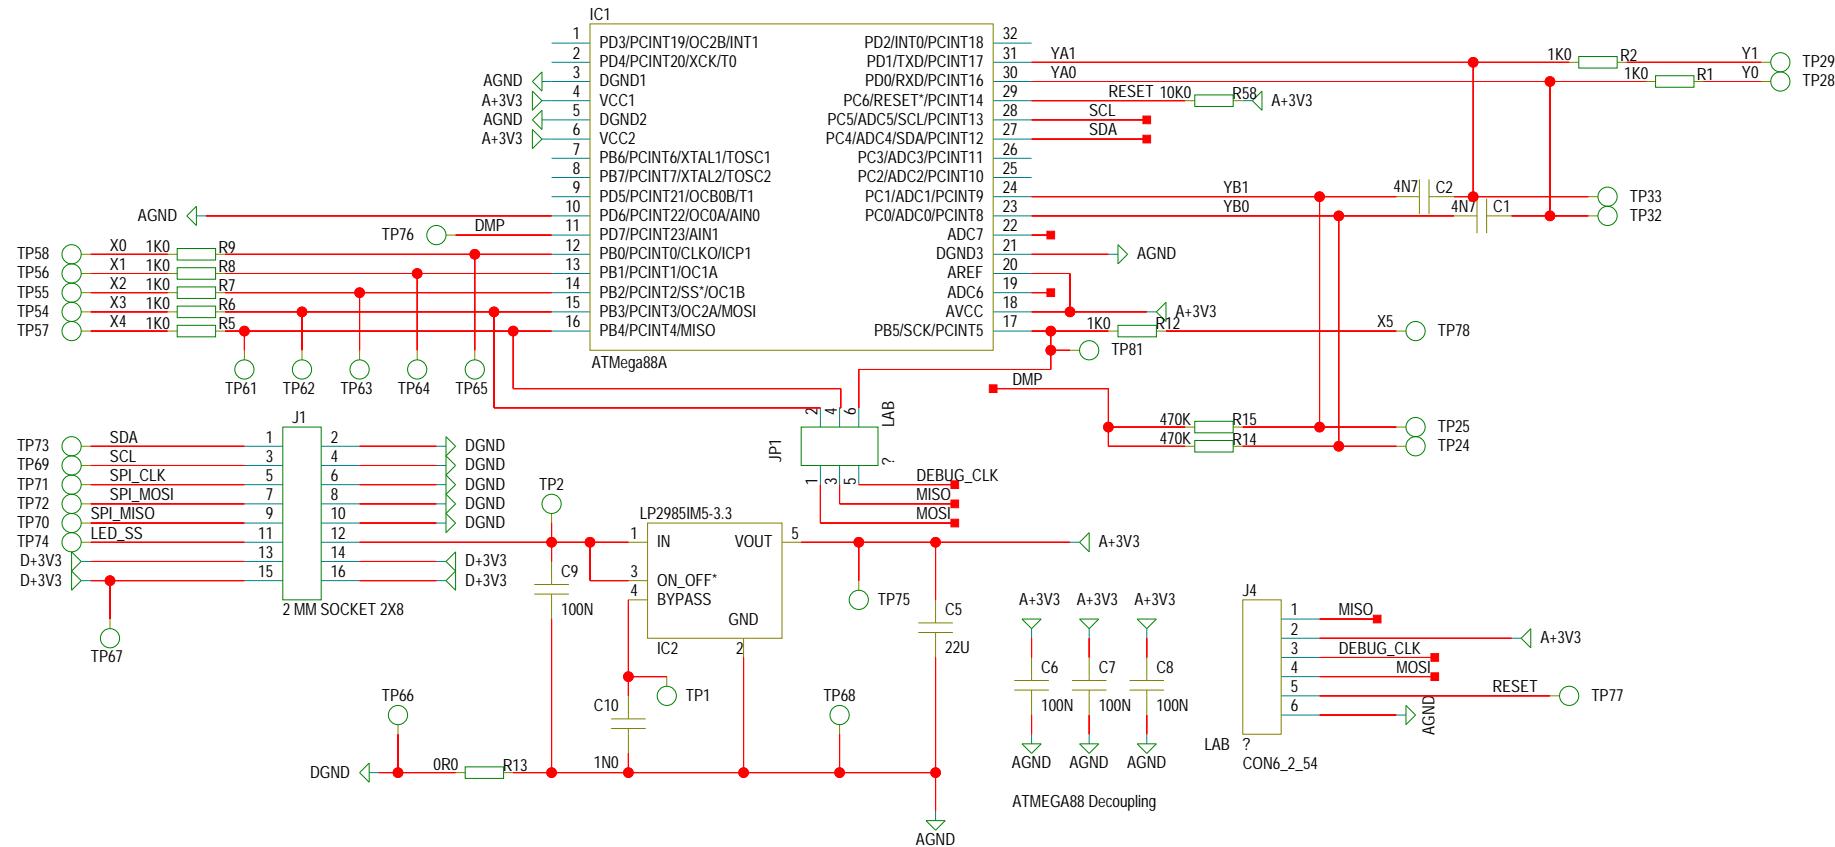 IC1
1 PD3/PCINT19/OC2B/INT1 PD2/INT0/PCINT18 32
2 PD4/PCINT20/XCK/T0 PD1/TXD/PCINT17 31 YA1 1K0 R2 Y1 TP29
AGND 3 DGND1 PD0/RXD/PCINT16 30 YA0 1K0 R1 Y0 TP28
A+3V3 4 VCC1 PC6/RESET*/PCINT14 29 RESET 10K0 R58 A+3V3
AGND 5 DGND2 PC5/ADC5/SCL/PCINT13 28 SCL
A+3V3 6 VCC2 PC4/ADC4/SDA/PCINT12 27 SDA
7 PB6/PCINT6/XTAL1/TOSC1 PC3/ADC3/PCINT11 26
8 PB7/PCINT7/XTAL2/TOSC2 PC2/ADC2/PCINT10 25
9 PD5/PCINT21/OCB0B/T1 PC1/ADC1/PCINT9 24 YB1 4N7 C2 TP33
AGND 10 PD6/PCINT22/OC0A/AIN0 PC0/ADC0/PCINT8 23 YB0 4N7 C1 TP32
TP76 DMP 11 PD7/PCINT23/AIN1 ADC7 22
TP58 X0 1K0 R9 12 PB0/PCINT0/CLKO/ICP1 DGND3 21 AGND
TP56 X1 1K0 R8 13 PB1/PCINT1/OC1A AREF 20
TP55 X2 1K0 R7 14 PB2/PCINT2/SS*/OC1B ADC6 19
TP54 X3 1K0 R6 15 PB3/PCINT3/OC2A/MOSI AVCC 18 A+3V3
TP57 X4 1K0 R5 16 PB4/PCINT4/MISO PB5/SCK/PCINT5 17 1K0 R12 X5 TP78
TP81
ATMega88A
TP61 TP62 TP63 TP64 TP65
DMP
2 4 6 LAB
JP1
?
1 3 5
DEBUG_CLK
MISO
MOSI
470K R15 TP25
470K R14 TP24
J1
TP73 SDA 1 2 DGND
TP69 SCL 3 4 DGND
TP71 SPI_CLK 5 6 DGND
TP72 SPI_MOSI 7 8 DGND
TP70 SPI_MISO 9 10 DGND
TP74 LED_SS 11 12
D+3V3 13 14 D+3V3
D+3V3 15 16 D+3V3
2 MM SOCKET 2X8
TP67
TP2
LP2985IM5-3.3
1 IN VOUT 5 A+3V3
3 ON_OFF*
4 BYPASS
GND
2
IC2
C9
100N
TP75
C5
22U
TP1
C10
1N0
TP66
TP68
DGND 0R0 R13
AGND
A+3V3 A+3V3 A+3V3
C6 C7 C8
100N 100N 100N
AGND AGND AGND
ATMEGA88 Decoupling
J4
1 MISO
2 A+3V3
3 DEBUG_CLK
4 MOSI
5 RESET TP77
6 AGND
LAB ?
CON6_2_54